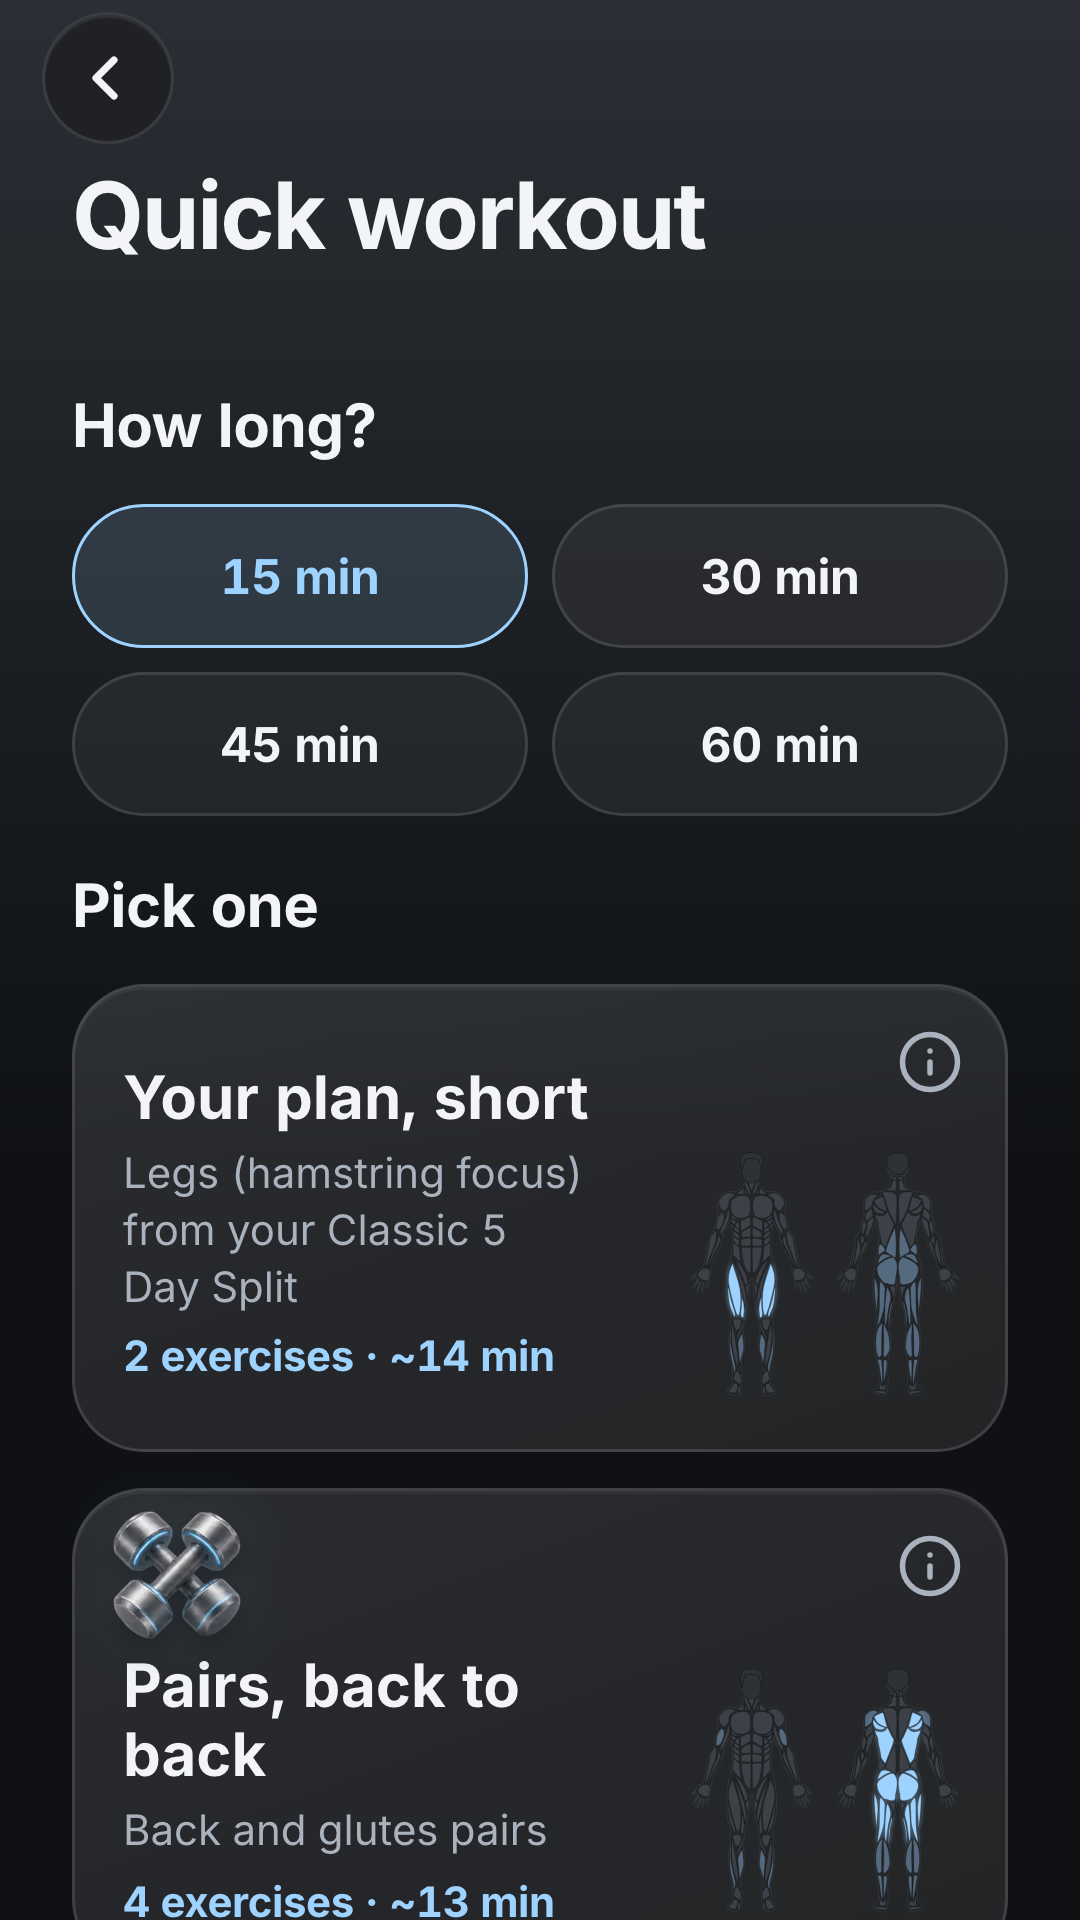 Quick workout
How long?
15 min
30 min
45 min
60 min
Pick one
Your plan, short
Legs (hamstring focus)
from your Classic 5
Day Split
2 exercises · ~14 min
Pairs, back to
back
Back and glutes pairs
4 exercises · ~13 min